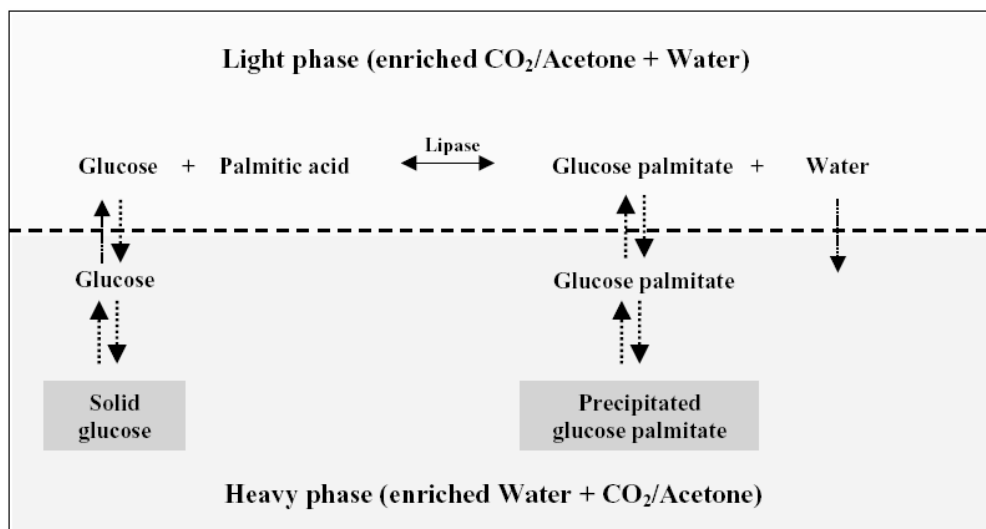 Light phase (enriched CO₂/Acetone + Water)
Lipase
Glucose + Palmitic acid Glucose palmitate + Water
Glucose Glucose palmitate
Solid glucose
Precipitated glucose palmitate
Heavy phase (enriched Water + CO₂/Acetone)